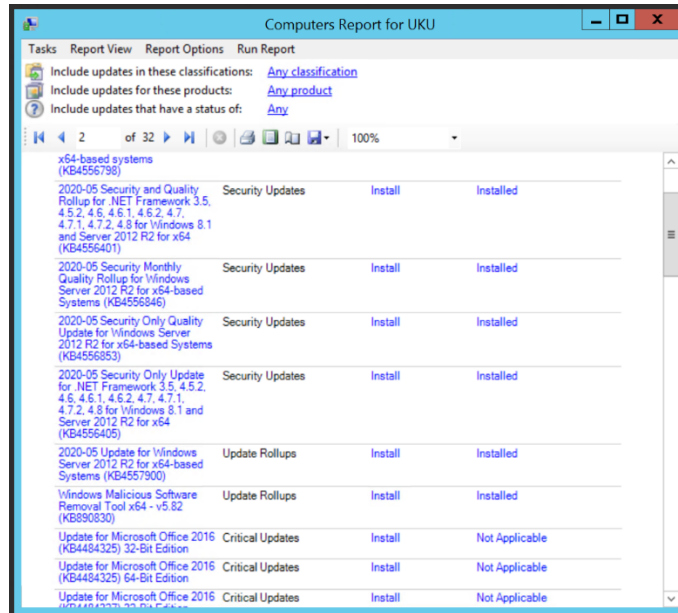 Computers Report for UKU
Tasks Report View Report Options Run Report
Include updates in these classifications: Any classification
Include updates for these products: Any product
Include updates that have a status of: Any
2 of 32 100%
x64-based systems
(KB4556798)
2020-05 Security and Quality Security Updates Install Installed
Rollup for .NET Framework 3.5,
4.5.2, 4.6, 4.6.1, 4.6.2, 4.7,
4.7.1, 4.7.2, 4.8 for Windows 8.1
and Server 2012 R2 for x64
(KB4556401)
2020-05 Security Monthly Security Updates Install Installed
Quality Rollup for Windows
Server 2012 R2 for x64-based
Systems (KB4556846)
2020-05 Security Only Quality Security Updates Install Installed
Update for Windows Server
2012 R2 for x64-based Systems
(KB4556853)
2020-05 Security Only Update Security Updates Install Installed
for .NET Framework 3.5, 4.5.2,
4.6, 4.6.1, 4.6.2, 4.7, 4.7.1,
4.7.2, 4.8 for Windows 8.1 and
Server 2012 R2 for x64
(KB4556405)
2020-05 Update for Windows Update Rollups Install Installed
Server 2012 R2 for x64-based
Systems (KB4557900)
Windows Malicious Software Update Rollups Install Installed
Removal Tool x64 - v5.82
(KB890830)
Update for Microsoft Office 2016 Critical Updates Install Not Applicable
(KB4484325) 32-Bit Edition
Update for Microsoft Office 2016 Critical Updates Install Not Applicable
(KB4484325) 64-Bit Edition
Update for Microsoft Office 2016 Critical Updates Install Not Applicable